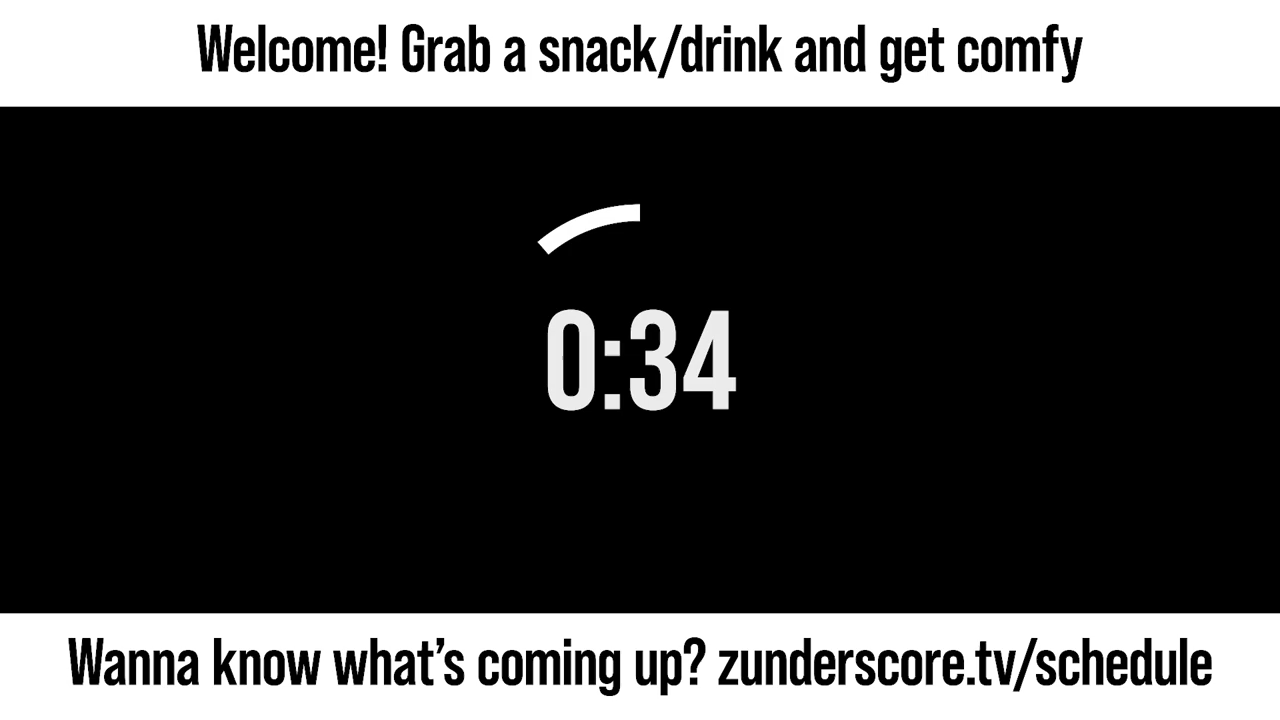 Welcome! Grab a snack/drink and get comfy
0:34
Wanna know what’s coming up? zunderscore.tv/schedule